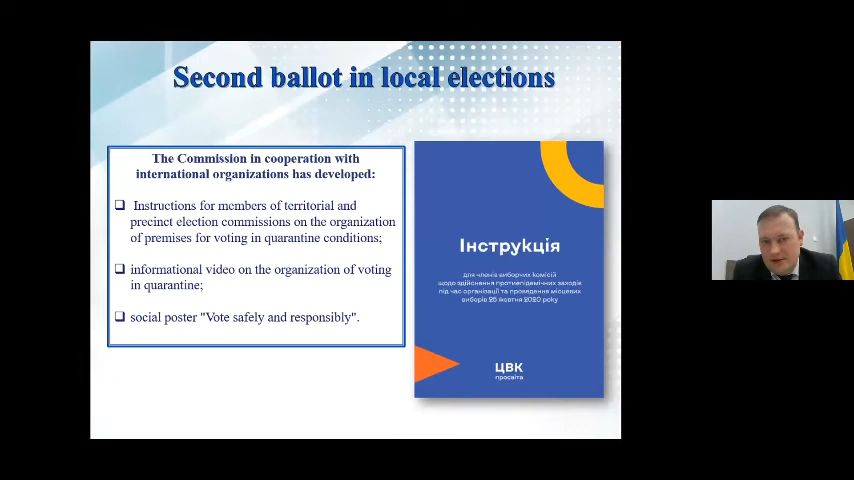 Second ballot in local elections
The Commission in cooperation with
international organizations has developed:
Instructions for members of territorial and
precinct election commissions on the organization
of premises for voting in quarantine conditions;
informational video on the organization of voting
in quarantine;
social poster "Vote safely and responsibly".
Інструкція
для членів виборчих комісій
щодо здійснення протиепідемічних заходів
під час організації та проведення місцевих
виборів 25 жовтня 2020 року
ЦВК
просвіта